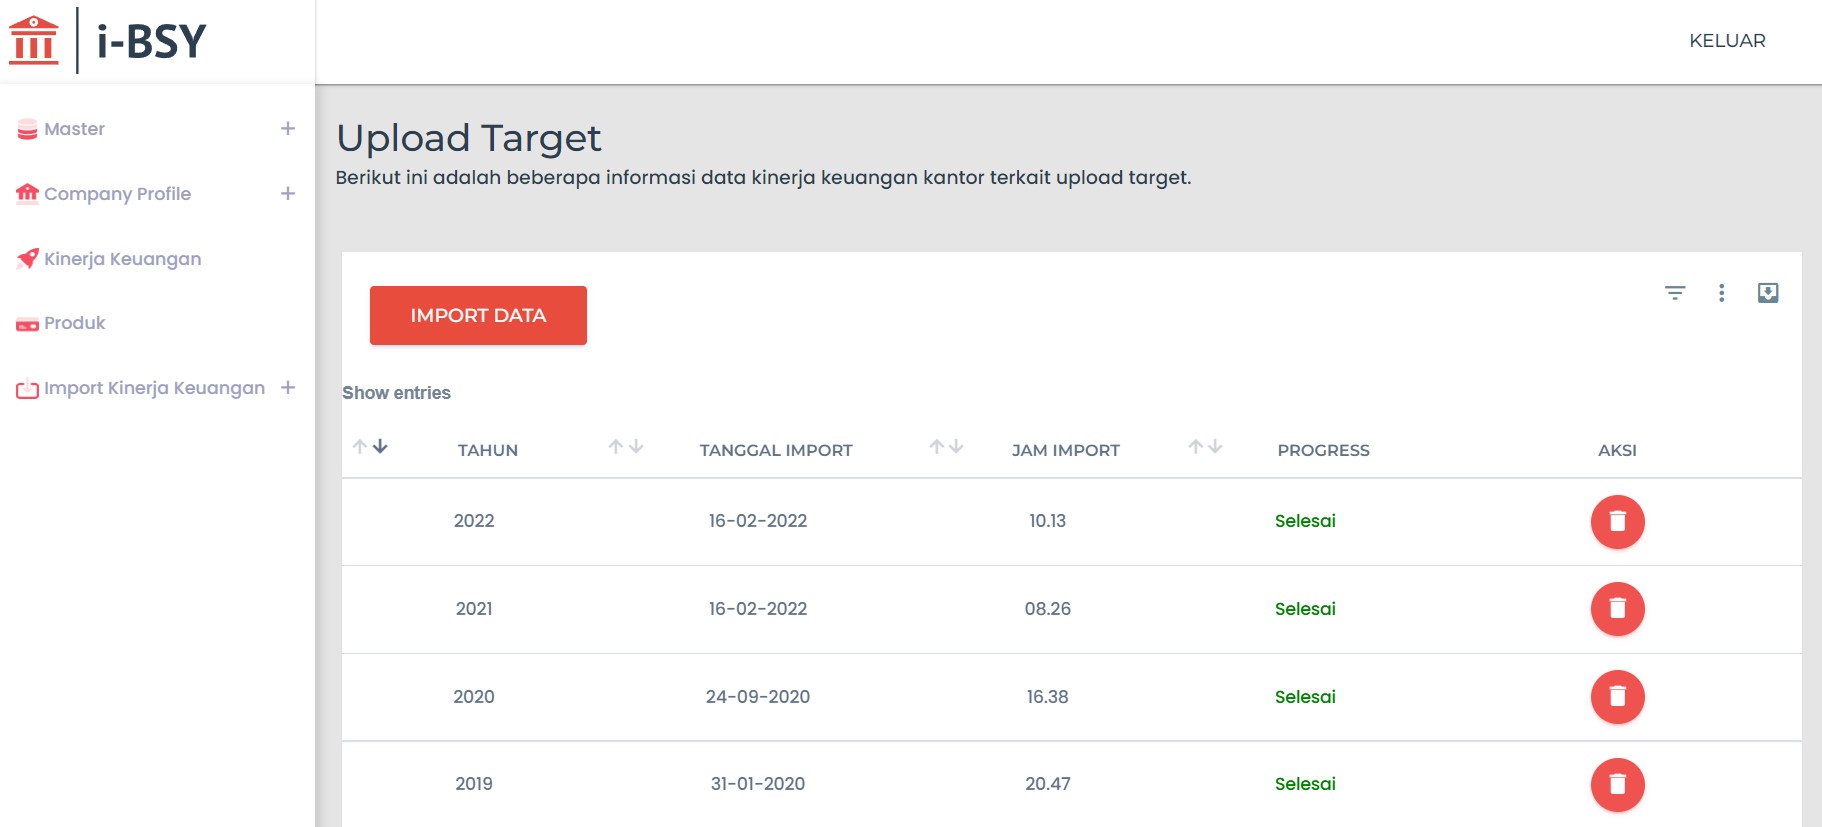 i-BSY
KELUAR
Master
Company Profile
Kinerja Keuangan
Produk
Import Kinerja Keuangan
Upload Target
Berikut ini adalah beberapa informasi data kinerja keuangan kantor terkait upload target.
IMPORT DATA
Show entries
TAHUN TANGGAL IMPORT JAM IMPORT PROGRESS AKSI
2022 16-02-2022 10.13 Selesai
2021 16-02-2022 08.26 Selesai
2020 24-09-2020 16.38 Selesai
2019 31-01-2020 20.47 Selesai